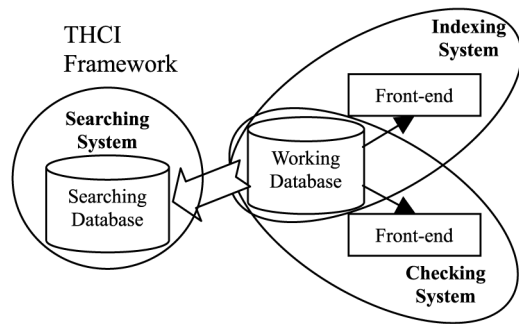 THCI
Framework
Indexing
System
Front-end
Searching
System
Searching
Database
Working
Database
Front-end
Checking
System